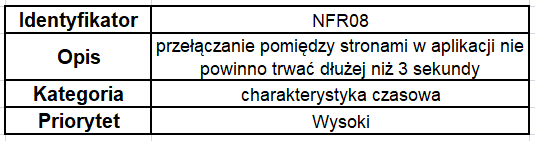 Identyfikator NFR08
Opis przełączanie pomiędzy stronami w aplikacji nie
powinno trwać dłużej niż 3 sekundy
Kategoria charakterystyka czasowa
Priorytet Wysoki